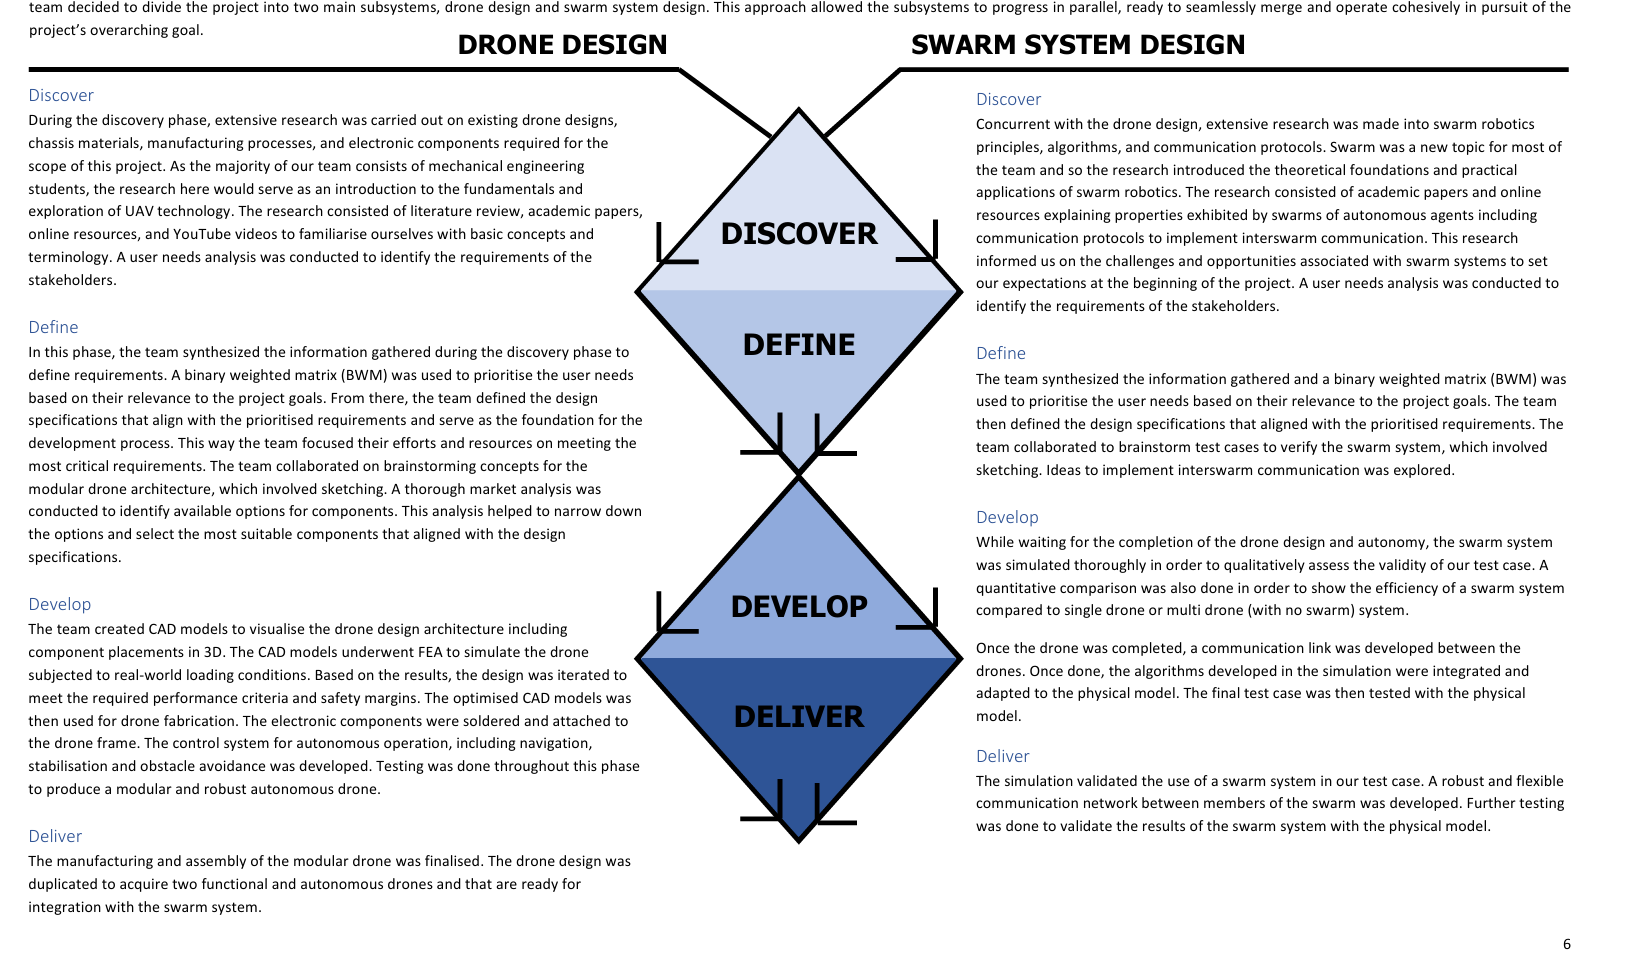 team decided to divide the project into two main subsystems, drone design and swarm system design. This approach allowed the subsystems to progress in parallel, ready to seamlessly merge and operate cohesively in pursuit of the
project’s overarching goal.
DRONE DESIGN
SWARM SYSTEM DESIGN
Discover
During the discovery phase, extensive research was carried out on existing drone designs,
chassis materials, manufacturing processes, and electronic components required for the
scope of this project. As the majority of our team consists of mechanical engineering
students, the research here would serve as an introduction to the fundamentals and
exploration of UAV technology. The research consisted of literature review, academic papers,
online resources, and YouTube videos to familiarise ourselves with basic concepts and
terminology. A user needs analysis was conducted to identify the requirements of the
stakeholders.
Define
In this phase, the team synthesized the information gathered during the discovery phase to
define requirements. A binary weighted matrix (BWM) was used to prioritise the user needs
based on their relevance to the project goals. From there, the team defined the design
specifications that align with the prioritised requirements and serve as the foundation for the
development process. This way the team focused their efforts and resources on meeting the
most critical requirements. The team collaborated on brainstorming concepts for the
modular drone architecture, which involved sketching. A thorough market analysis was
conducted to identify available options for components. This analysis helped to narrow down
the options and select the most suitable components that aligned with the design
specifications.
Develop
The team created CAD models to visualise the drone design architecture including
component placements in 3D. The CAD models underwent FEA to simulate the drone
subjected to real-world loading conditions. Based on the results, the design was iterated to
meet the required performance criteria and safety margins. The optimised CAD models was
then used for drone fabrication. The electronic components were soldered and attached to
the drone frame. The control system for autonomous operation, including navigation,
stabilisation and obstacle avoidance was developed. Testing was done throughout this phase
to produce a modular and robust autonomous drone.
Deliver
The manufacturing and assembly of the modular drone was finalised. The drone design was
duplicated to acquire two functional and autonomous drones and that are ready for
integration with the swarm system.
DISCOVER
DEFINE
DEVELOP
DELIVER
Discover
Concurrent with the drone design, extensive research was made into swarm robotics
principles, algorithms, and communication protocols. Swarm was a new topic for most of
the team and so the research introduced the theoretical foundations and practical
applications of swarm robotics. The research consisted of academic papers and online
resources explaining properties exhibited by swarms of autonomous agents including
communication protocols to implement interswarm communication. This research
informed us on the challenges and opportunities associated with swarm systems to set
our expectations at the beginning of the project. A user needs analysis was conducted to
identify the requirements of the stakeholders.
Define
The team synthesized the information gathered and a binary weighted matrix (BWM) was
used to prioritise the user needs based on their relevance to the project goals. The team
then defined the design specifications that aligned with the prioritised requirements. The
team collaborated to brainstorm test cases to verify the swarm system, which involved
sketching. Ideas to implement interswarm communication was explored.
Develop
While waiting for the completion of the drone design and autonomy, the swarm system
was simulated thoroughly in order to qualitatively assess the validity of our test case. A
quantitative comparison was also done in order to show the efficiency of a swarm system
compared to single drone or multi drone (with no swarm) system.
Once the drone was completed, a communication link was developed between the
drones. Once done, the algorithms developed in the simulation were integrated and
adapted to the physical model. The final test case was then tested with the physical
model.
Deliver
The simulation validated the use of a swarm system in our test case. A robust and flexible
communication network between members of the swarm was developed. Further testing
was done to validate the results of the swarm system with the physical model.
6